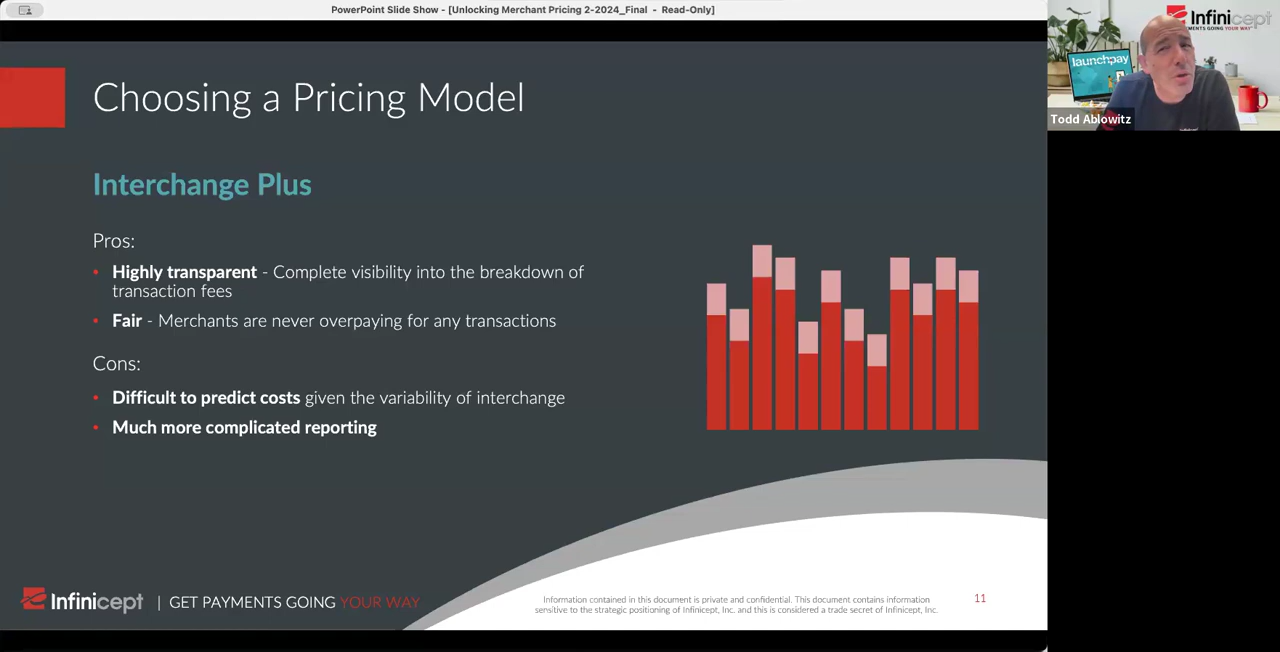 PowerPoint Slide Show - [Unlocking Merchant Pricing 2-2024_Final - Read-Only]
Choosing a Pricing Model
Interchange Plus
Pros:
• Highly transparent - Complete visibility into the breakdown of
transaction fees
• Fair - Merchants are never overpaying for any transactions
Cons:
• Difficult to predict costs given the variability of interchange
• Much more complicated reporting
Infinicept | GET PAYMENTS GOING YOUR WAY
Information contained in this document is private and confidential. This document contains information
sensitive to the strategic positioning of Infinicept, Inc. and this is considered a trade secret of Infinicept, Inc.
11
Infinicept
MENTS GOING YOUR WAY
launchpay
Todd Ablowitz